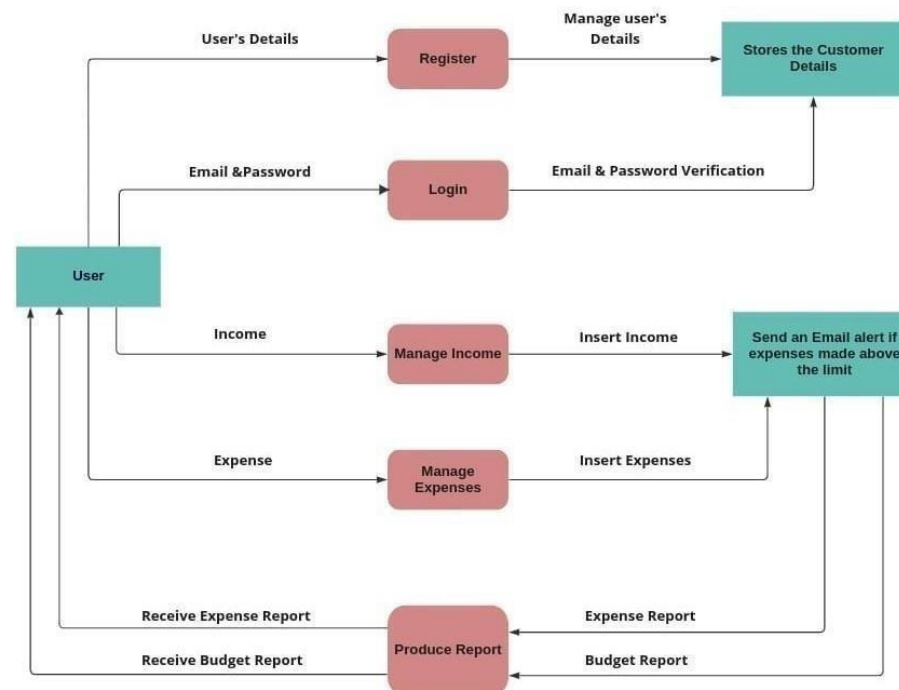 User's Details
Register
Manage user's
Details
Stores the Customer
Details
Email &Password
Login
Email & Password Verification
User
Income
Manage Income
Insert Income
Send an Email alert if
expenses made above
the limit
Expense
Manage
Expenses
Insert Expenses
Receive Expense Report
Expense Report
Produce Report
Receive Budget Report
Budget Report